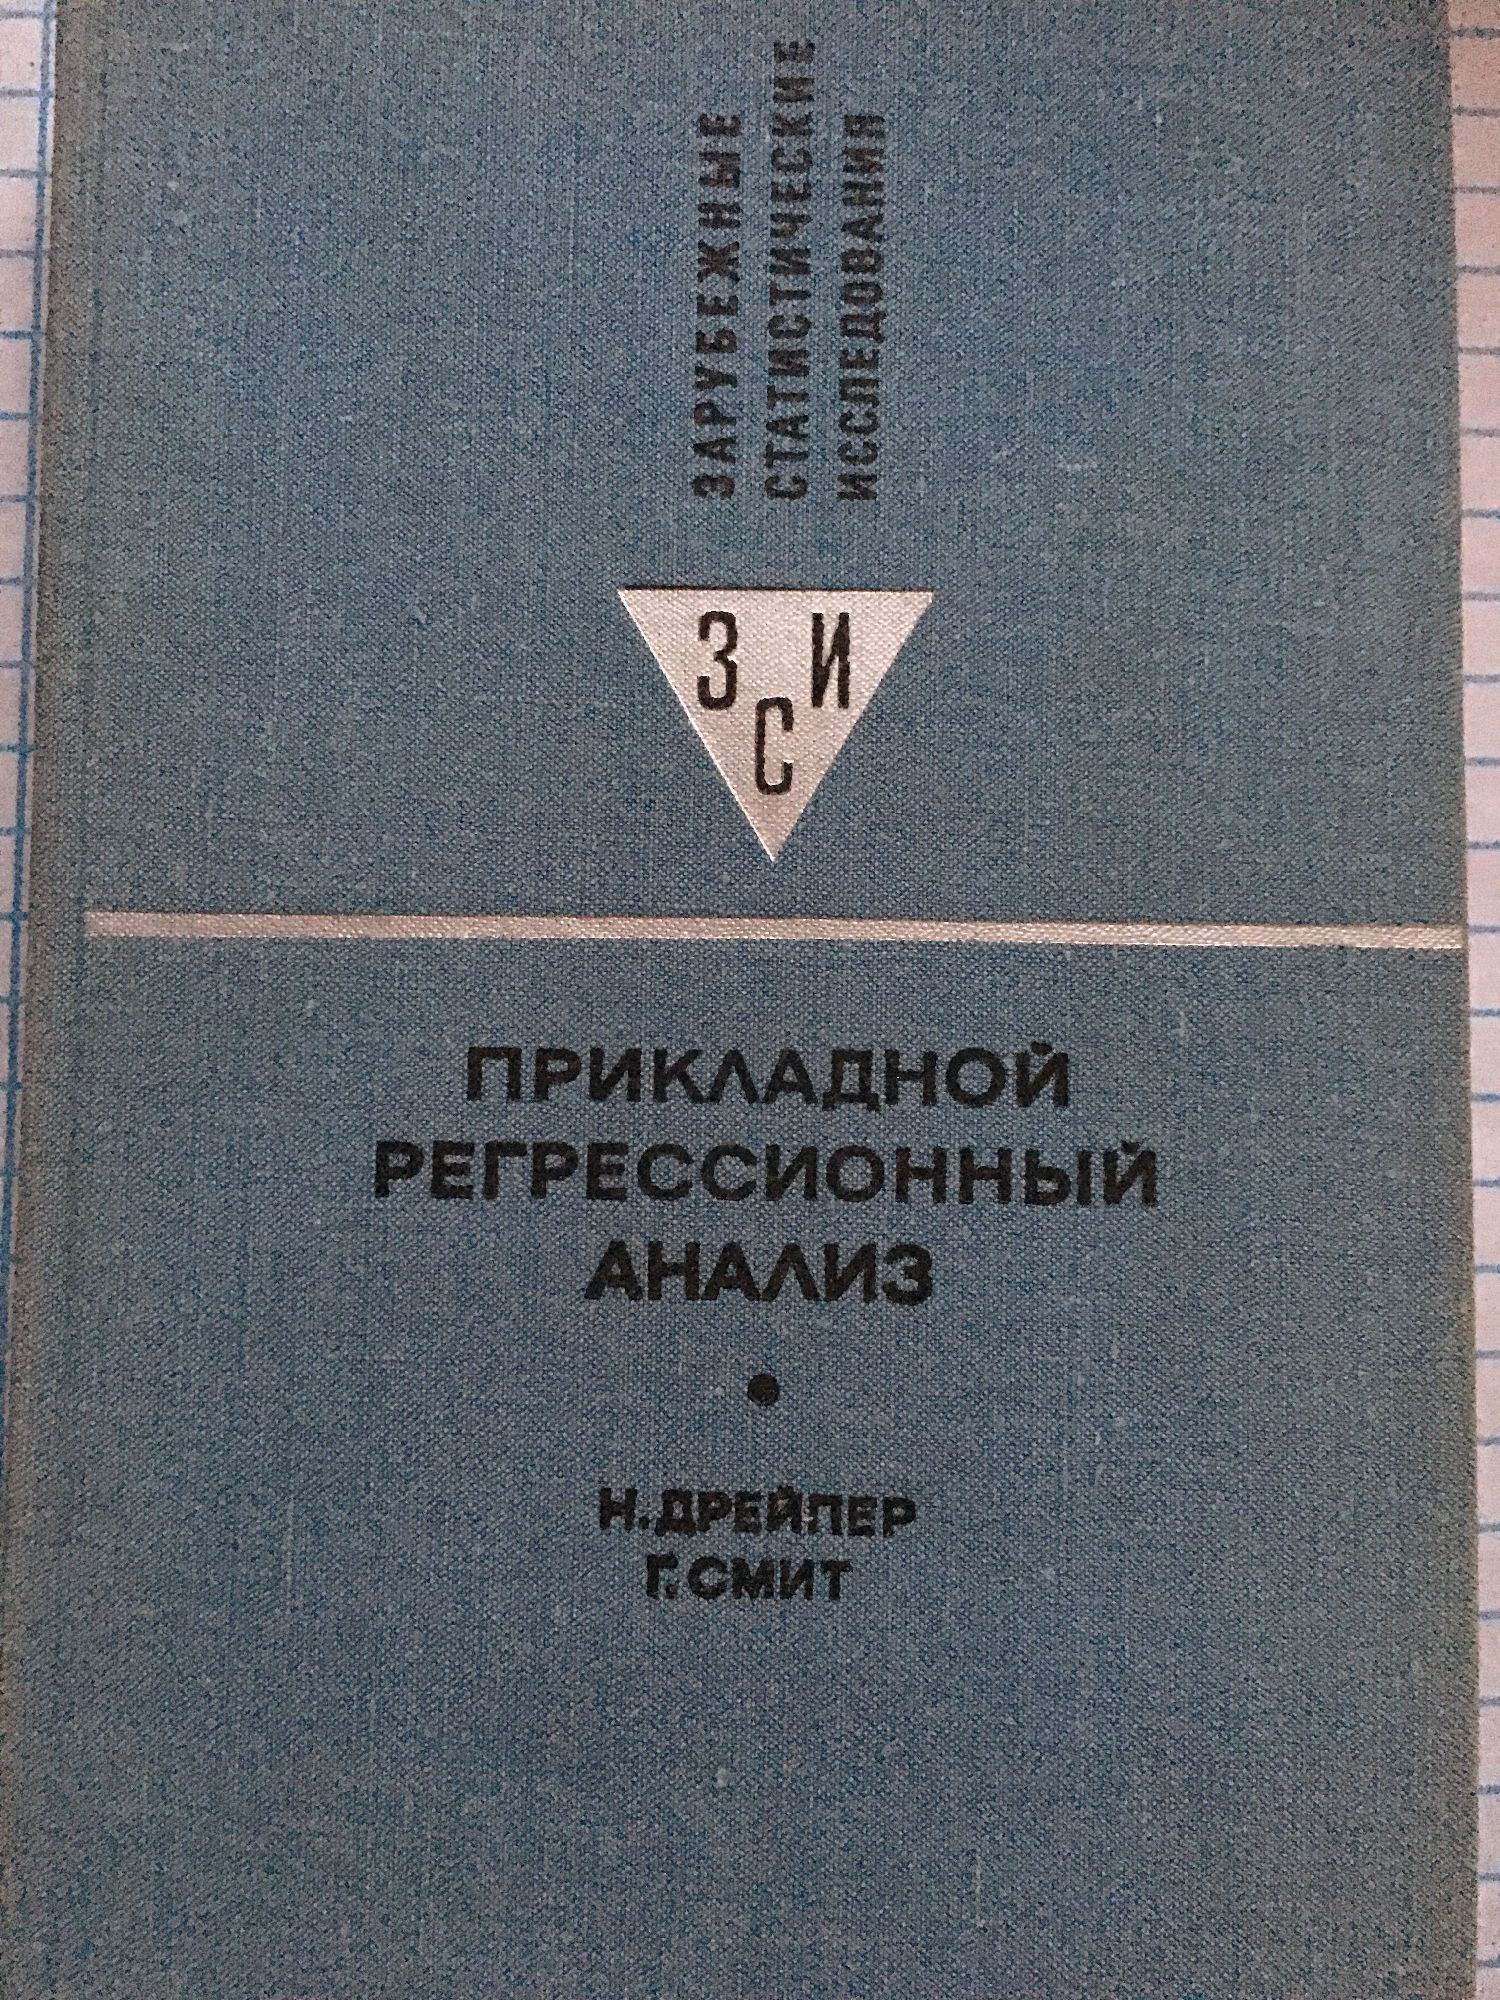 ЗАРУБЕЖНЫЕ
СТАТИСТИЧЕСКИЕ
ИССЛЕДОВАНИЯ
З И
С
ПРИКЛАДНОЙ
РЕГРЕССИОННЫЙ
АНАЛИЗ
•
Н. ДРЕЙПЕР
Г. СМИТ